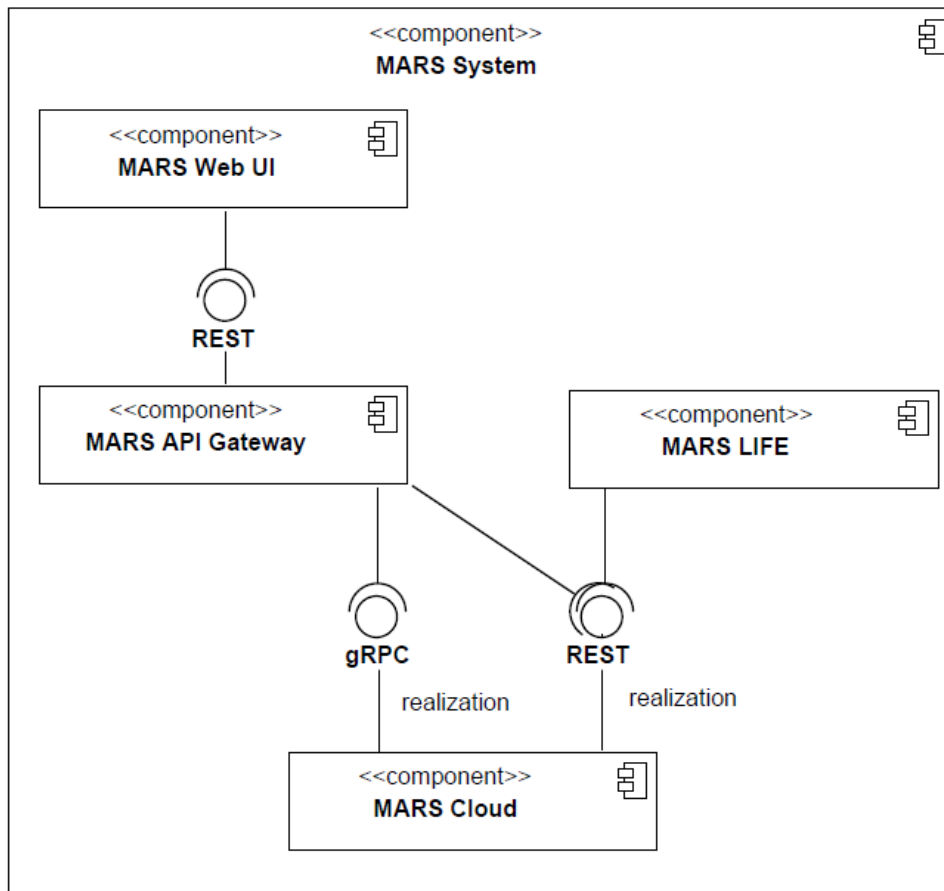 <<component>>
MARS System
<<component>>
MARS Web UI
REST
<<component>>
MARS API Gateway
<<component>>
MARS LIFE
gRPC
REST
realization
realization
<<component>>
MARS Cloud